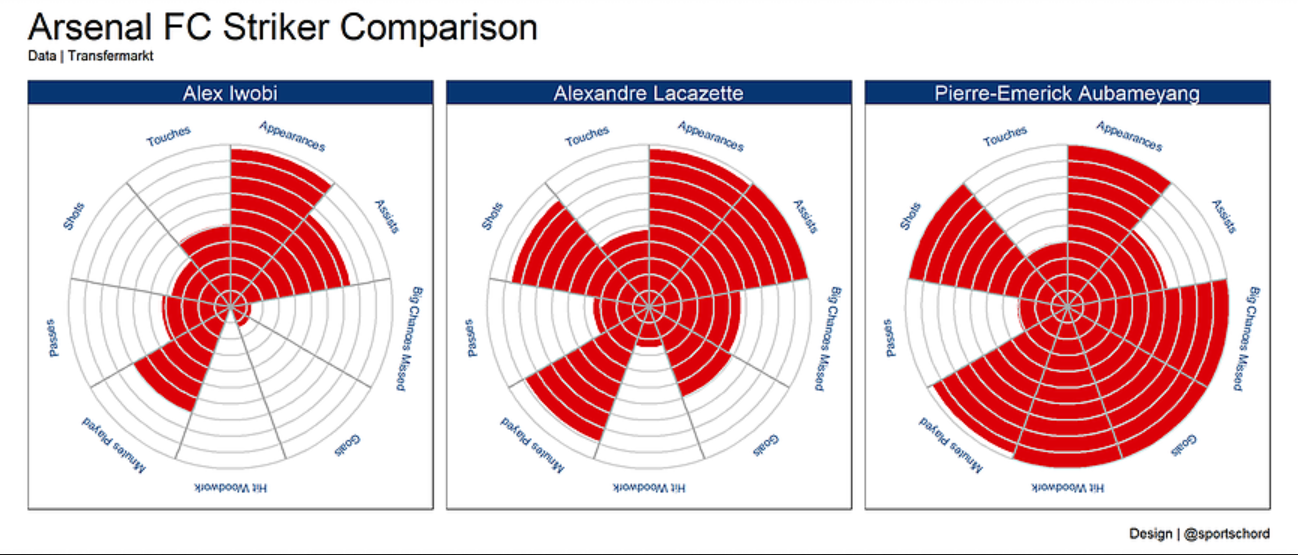 Arsenal FC Striker Comparison
Data | Transfermarkt
Alex Iwobi
Touches
Appearances
Shots
Assists
Passes
Big Chances Missed
Minutes Played
Goals
Hit Woodwork
Alexandre Lacazette
Touches
Appearances
Shots
Assists
Passes
Big Chances Missed
Minutes Played
Goals
Hit Woodwork
Pierre-Emerick Aubameyang
Touches
Appearances
Shots
Assists
Passes
Big Chances Missed
Minutes Played
Goals
Hit Woodwork
Design | @sportschord